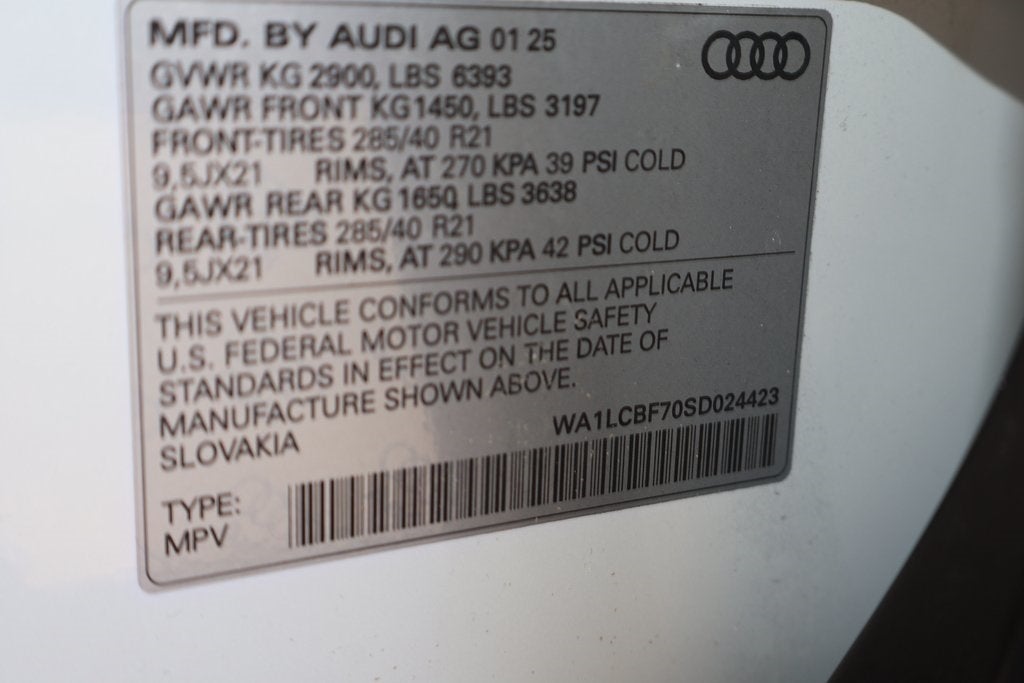 MFD. BY AUDI AG 01 25
GVWR KG 2900, LBS 6393
GAWR FRONT KG1450, LBS 3197
FRONT-TIRES 285/40 R21
9,5JX21 RIMS, AT 270 KPA 39 PSI COLD
GAWR REAR KG 1650, LBS 3638
REAR-TIRES 285/40 R21
9,5JX21 RIMS, AT 290 KPA 42 PSI COLD
THIS VEHICLE CONFORMS TO ALL APPLICABLE
U.S. FEDERAL MOTOR VEHICLE SAFETY
STANDARDS IN EFFECT ON THE DATE OF
MANUFACTURE SHOWN ABOVE.
SLOVAKIA WA1LCBF70SD024423
TYPE:
MPV